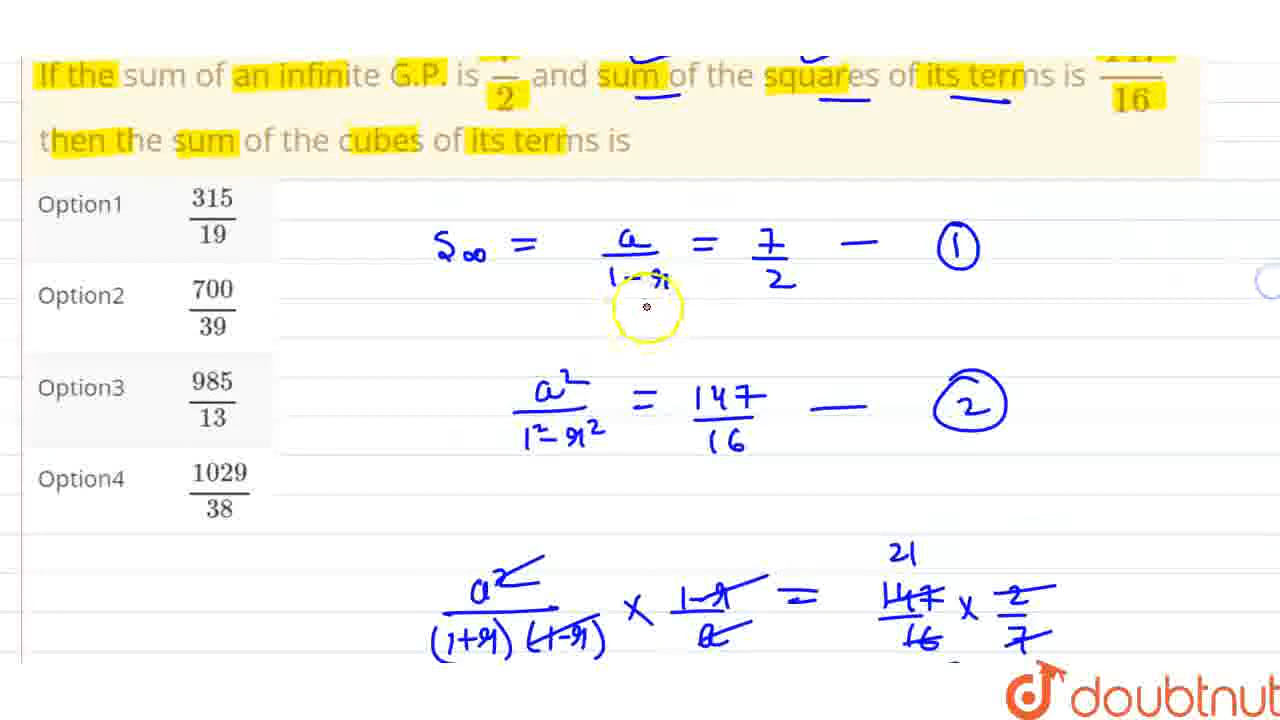 If the sum of an infinite G.P. is 7/2 and sum of the squares of its terms is 147/16
then the sum of the cubes of its terms is
Option1 315/19
Option2 700/39
Option3 985/13
Option4 1029/38
S∞ = a/(1-r) = 7/2 — ①
a²/(1²-r²) = 147/16 — ②
21
a²/((1+r)(1-r)) × (1-r)/a = 147/16 × 2/7
doubtnut